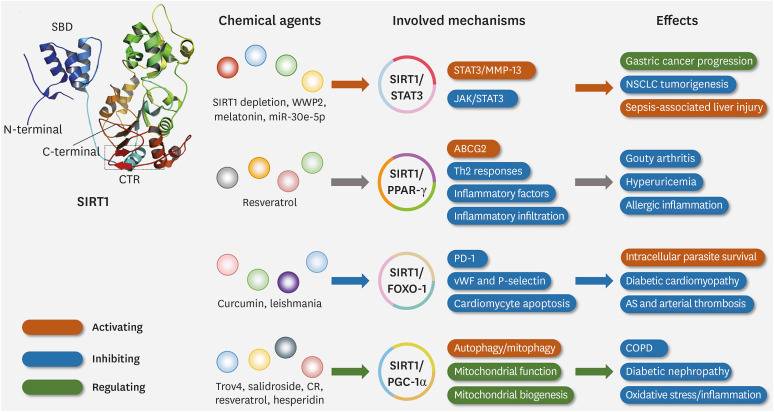 Chemical agents
Involved mechanisms
Effects
SBD
N-terminal
C-terminal
CTR
SIRT1
SIRT1 depletion, WWP2,
melatonin, miR-30e-5p
SIRT1/
STAT3
STAT3/MMP-13
JAK/STAT3
Gastric cancer progression
NSCLC tumorigenesis
Sepsis-associated liver injury
Resveratrol
SIRT1/
PPAR-γ
ABCG2
Th2 responses
Inflammatory factors
Inflammatory infiltration
Gouty arthritis
Hyperuricemia
Allergic inflammation
Curcumin, leishmania
SIRT1/
FOXO-1
PD-1
vWF and P-selectin
Cardiomycyte apoptosis
Intracellular parasite survival
Diabetic cardiomyopathy
AS and arterial thrombosis
Trov4, salidroside, CR,
resveratrol, hesperidin
SIRT1/
PGC-1α
Autophagy/mitophagy
Mitochondrial function
Mitochondrial biogenesis
COPD
Diabetic nephropathy
Oxidative stress/inflammation
Activating
Inhibiting
Regulating